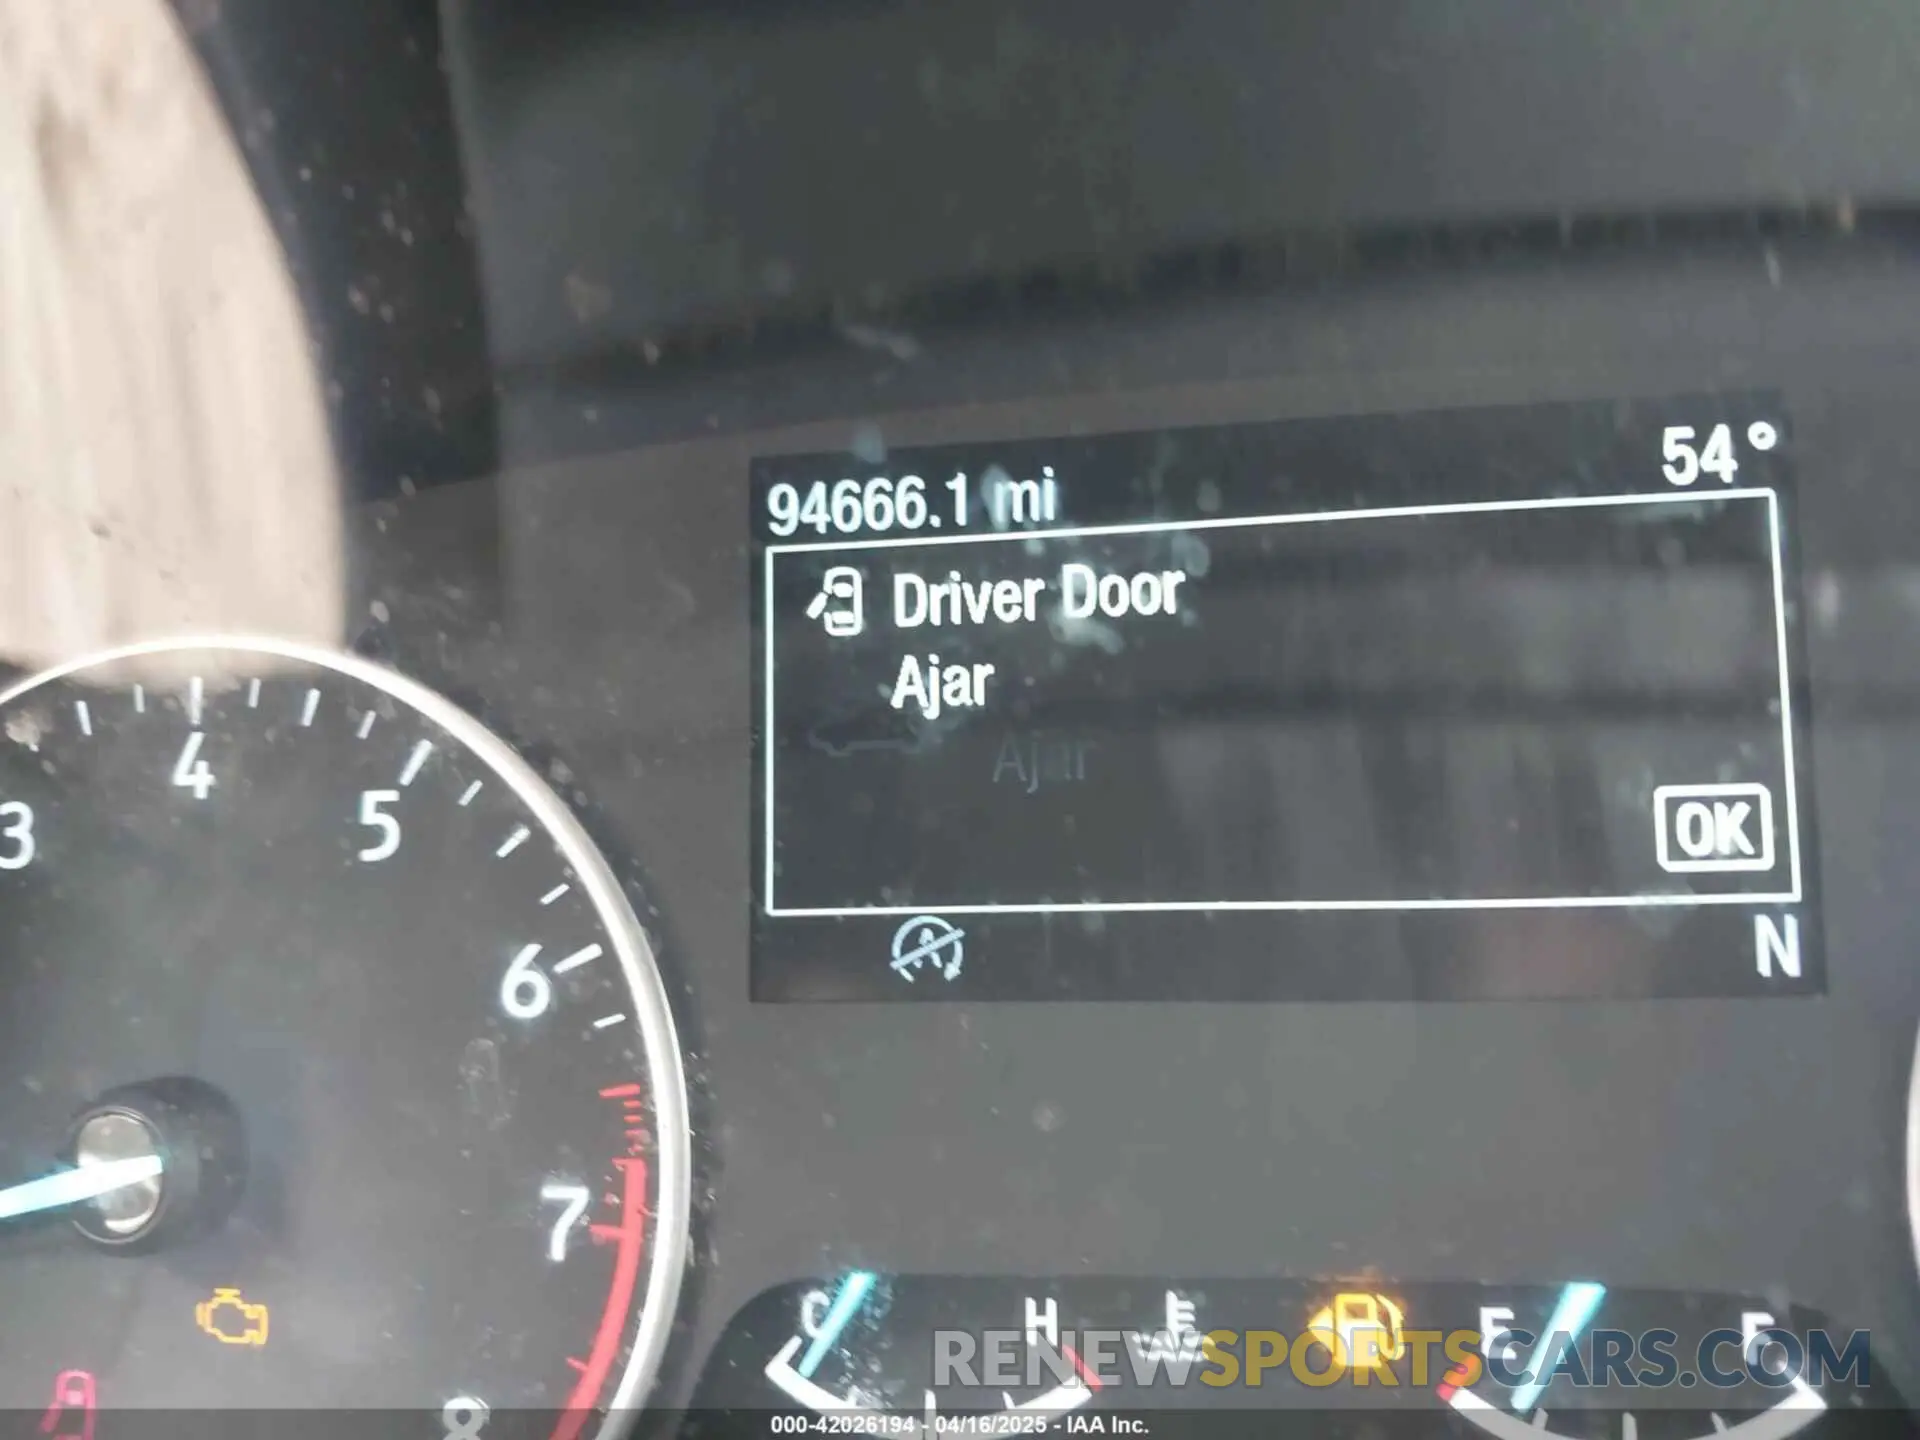 54°
94666.1 mi
Driver Door
Ajar
Ajar
OK
N
3
4
5
6
7
8
C
H
E
F
RENEWSPORTSCARS.COM
000-42026194 - 04/16/2025 - IAA Inc.